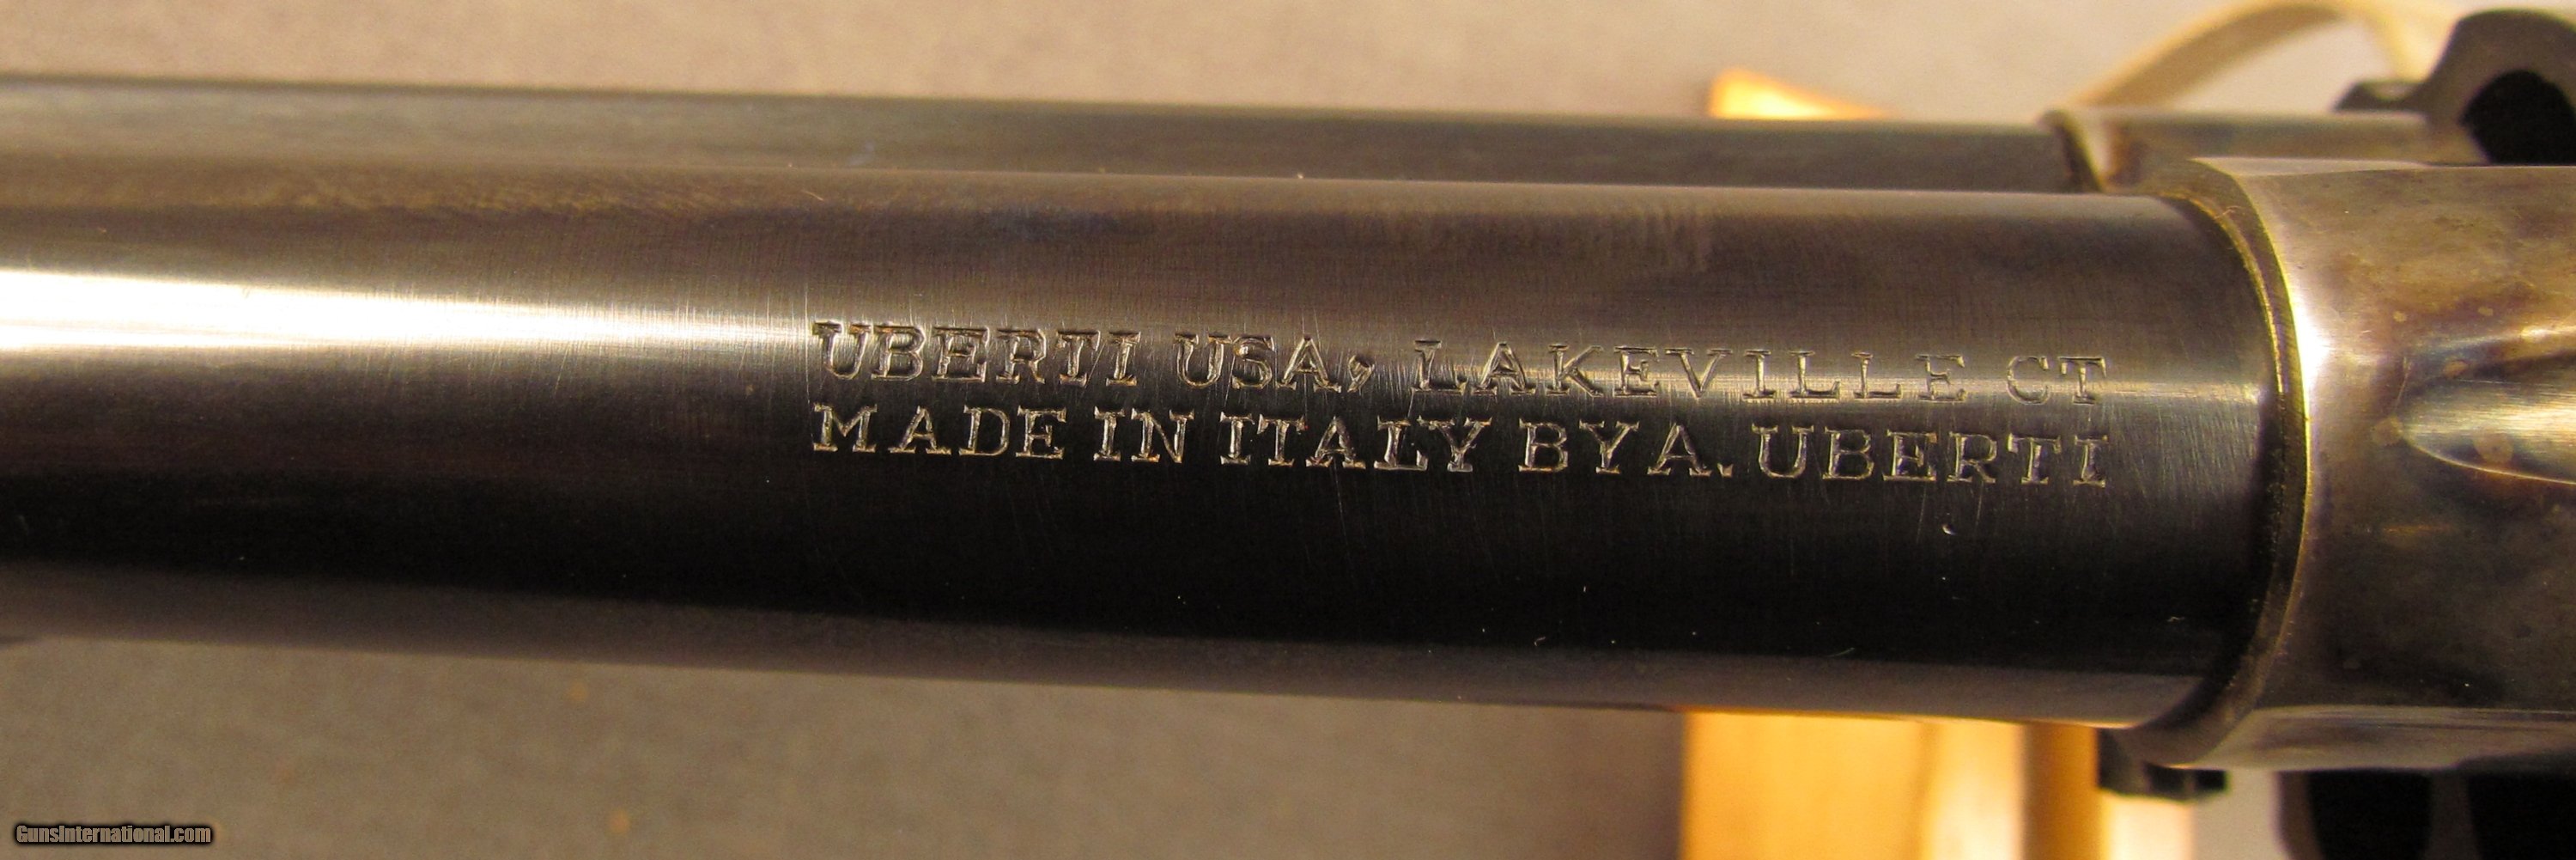 UBERTI USA, LAKEVILLE CT
MADE IN ITALY BY A. UBERTI
GunsInternational.com